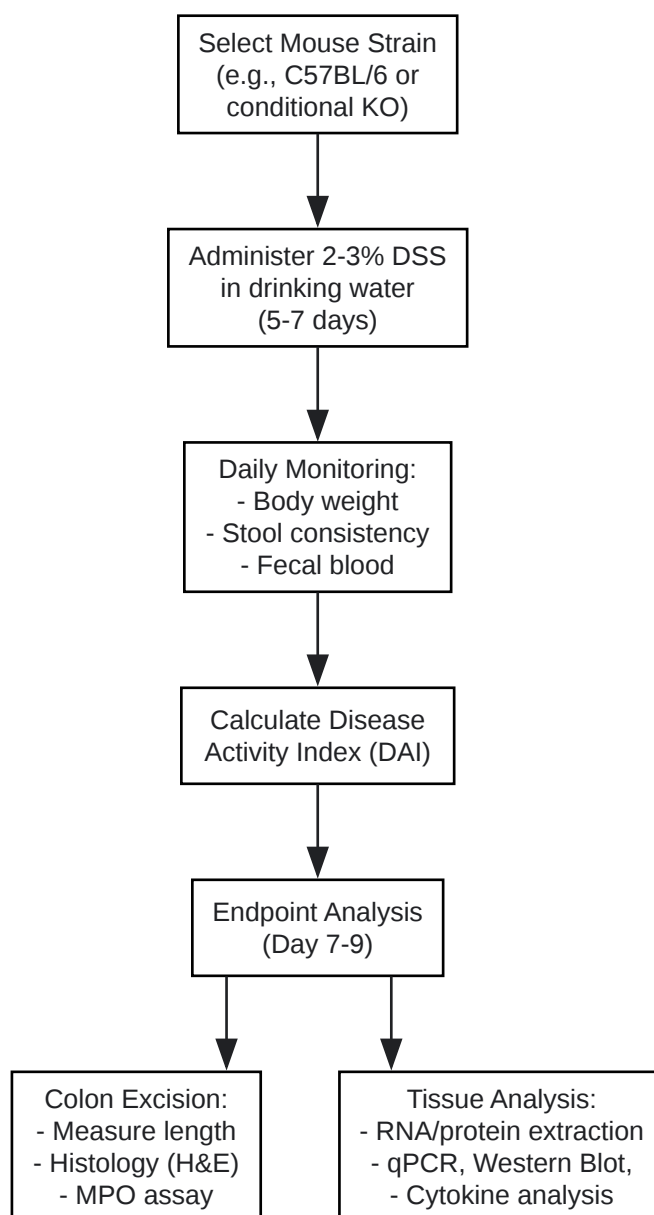 Select Mouse Strain
(e.g., C57BL/6 or
conditional KO)
Administer 2-3% DSS
in drinking water
(5-7 days)
Daily Monitoring:
- Body weight
- Stool consistency
- Fecal blood
Calculate Disease
Activity Index (DAI)
Endpoint Analysis
(Day 7-9)
Colon Excision:
- Measure length
- Histology (H&E)
- MPO assay
Tissue Analysis:
- RNA/protein extraction
- qPCR, Western Blot,
- Cytokine analysis